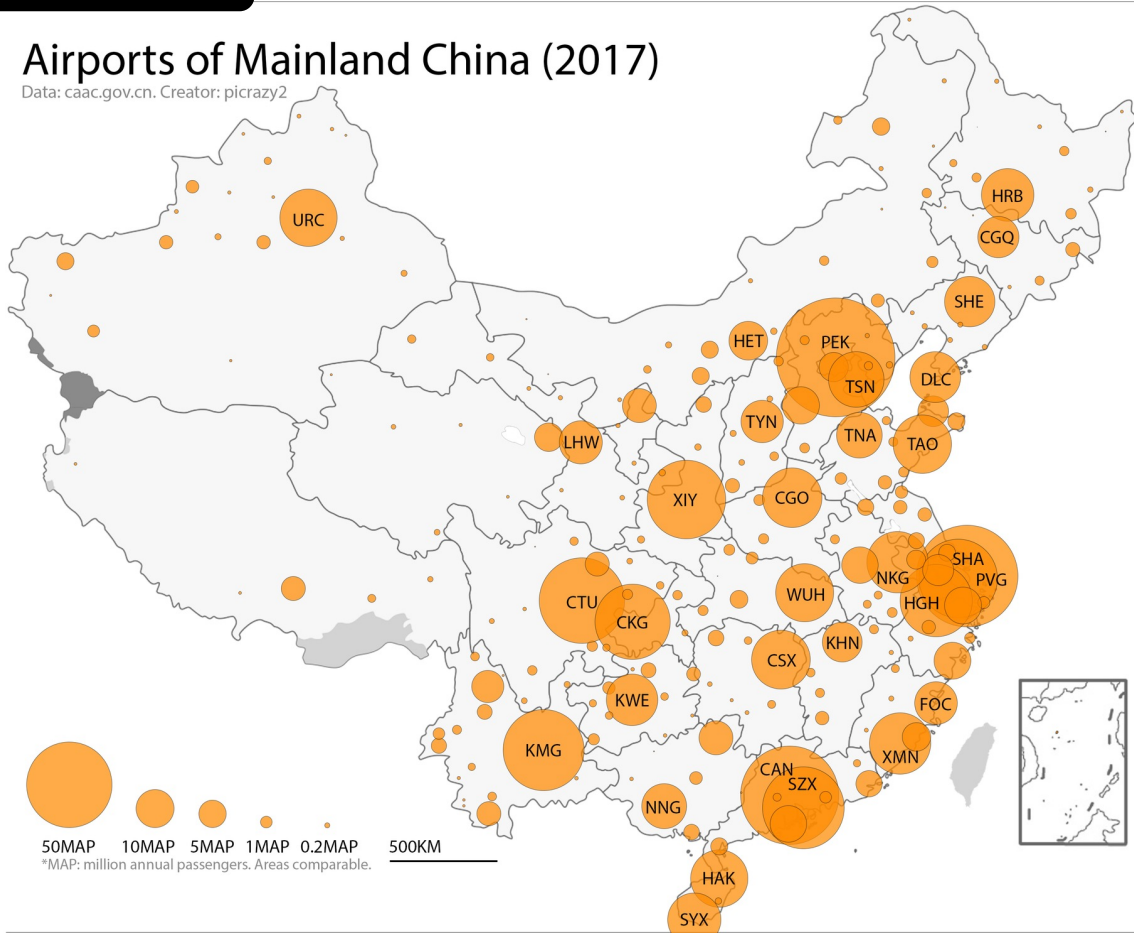 Airports of Mainland China (2017)
Data: caac.gov.cn. Creator: picrazy2
URC
HRB
CGQ
SHE
HET
PEK
TSN
DLC
TYN
TNA
TAO
LHW
XIY
CGO
SHA
NKG
PVG
CTU
WUH
HGH
CKG
KHN
CSX
KWE
FOC
KMG
XMN
CAN
SZX
NNG
50MAP 10MAP 5MAP 1MAP 0.2MAP 500KM
*MAP: million annual passengers. Areas comparable.
HAK
SYX